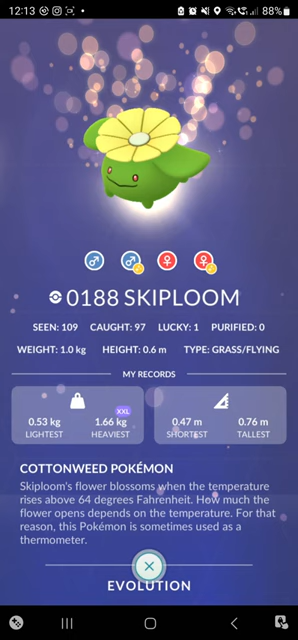 12:13 88%
0188 SKIPLOOM
SEEN: 109 CAUGHT: 97 LUCKY: 1 PURIFIED: 0
WEIGHT: 1.0 kg HEIGHT: 0.6 m TYPE: GRASS/FLYING
MY RECORDS
XXL
0.53 kg 1.66 kg 0.47 m 0.76 m
LIGHTEST HEAVIEST SHORTEST TALLEST
COTTONWEED POKÉMON
Skiploom's flower blossoms when the temperature
rises above 64 degrees Fahrenheit. How much the
flower opens depends on the temperature. For that
reason, this Pokémon is sometimes used as a
thermometer.
EVOLUTION